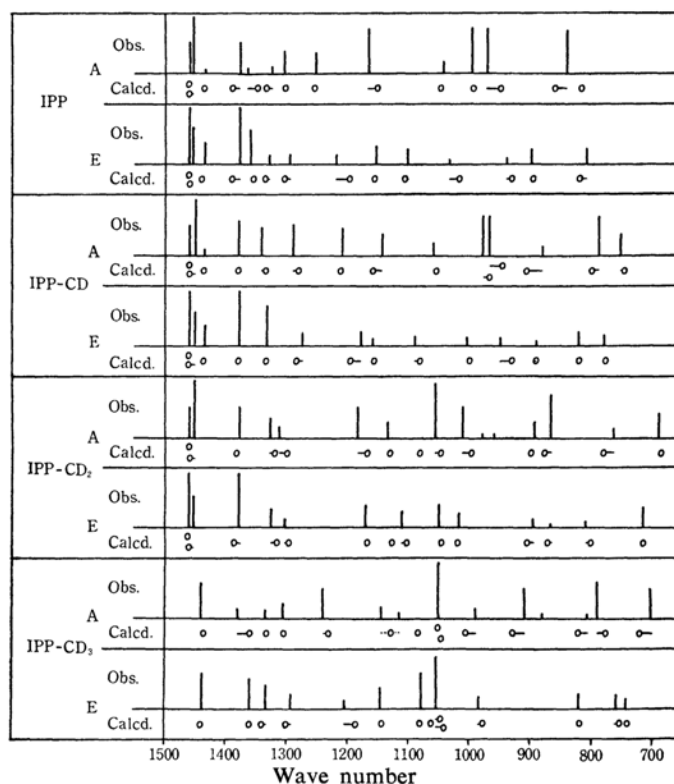 Obs.
A
Calcd.
IPP
Obs.
E
Calcd.
Obs.
A
Calcd.
IPP-CD
Obs.
E
Calcd.
Obs.
A
Calcd.
IPP-CD₂
Obs.
E
Calcd.
Obs.
A
Calcd.
IPP-CD₃
Obs.
E
Calcd.
1500 1400 1300 1200 1100 1000 900 800 700
Wave number